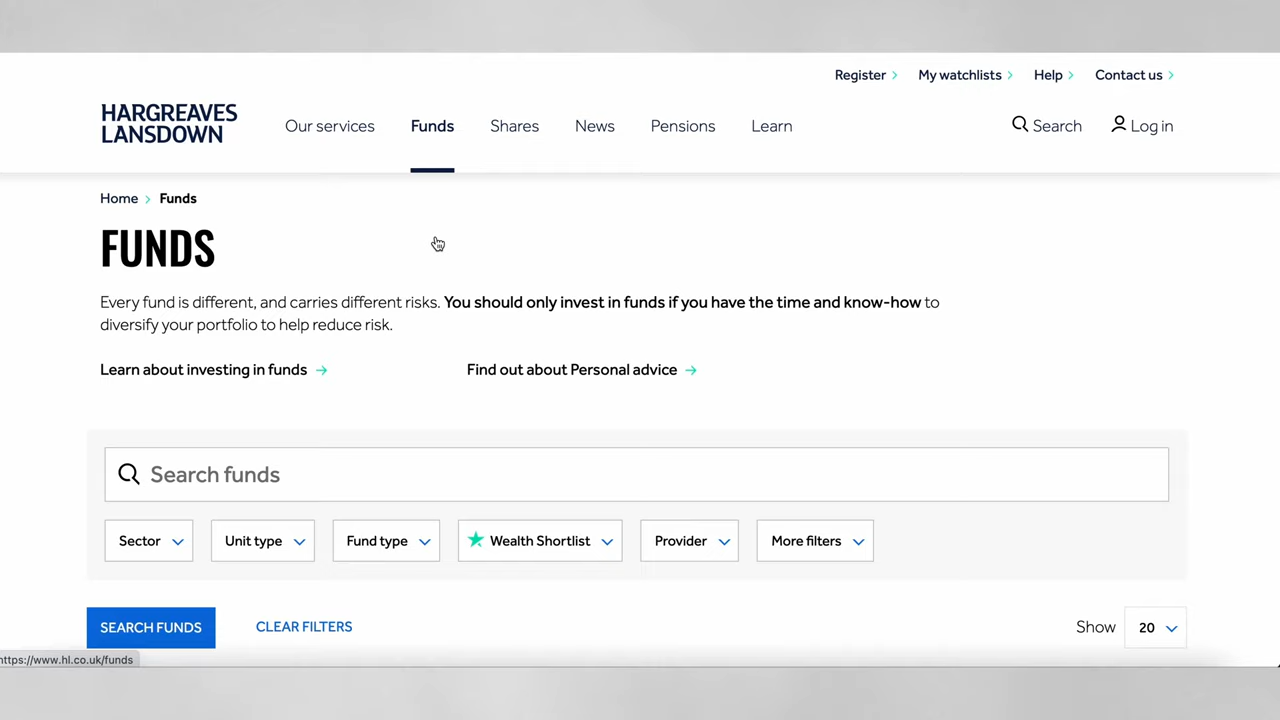 Register
My watchlists
Help
Contact us
HARGREAVES
LANSDOWN
Our services
Funds
Shares
News
Pensions
Learn
Search
Log in
Home
Funds
FUNDS
Every fund is different, and carries different risks. You should only invest in funds if you have the time and know-how to
diversify your portfolio to help reduce risk.
Learn about investing in funds
Find out about Personal advice
Search funds
Sector
Unit type
Fund type
Wealth Shortlist
Provider
More filters
SEARCH FUNDS
CLEAR FILTERS
Show
20
https://www.hl.co.uk/funds